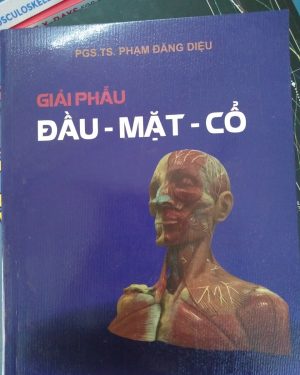 PGS.TS. PHẠM ĐĂNG DIỆU
GIẢI PHẪU
ĐẦU - MẶT - CỔ